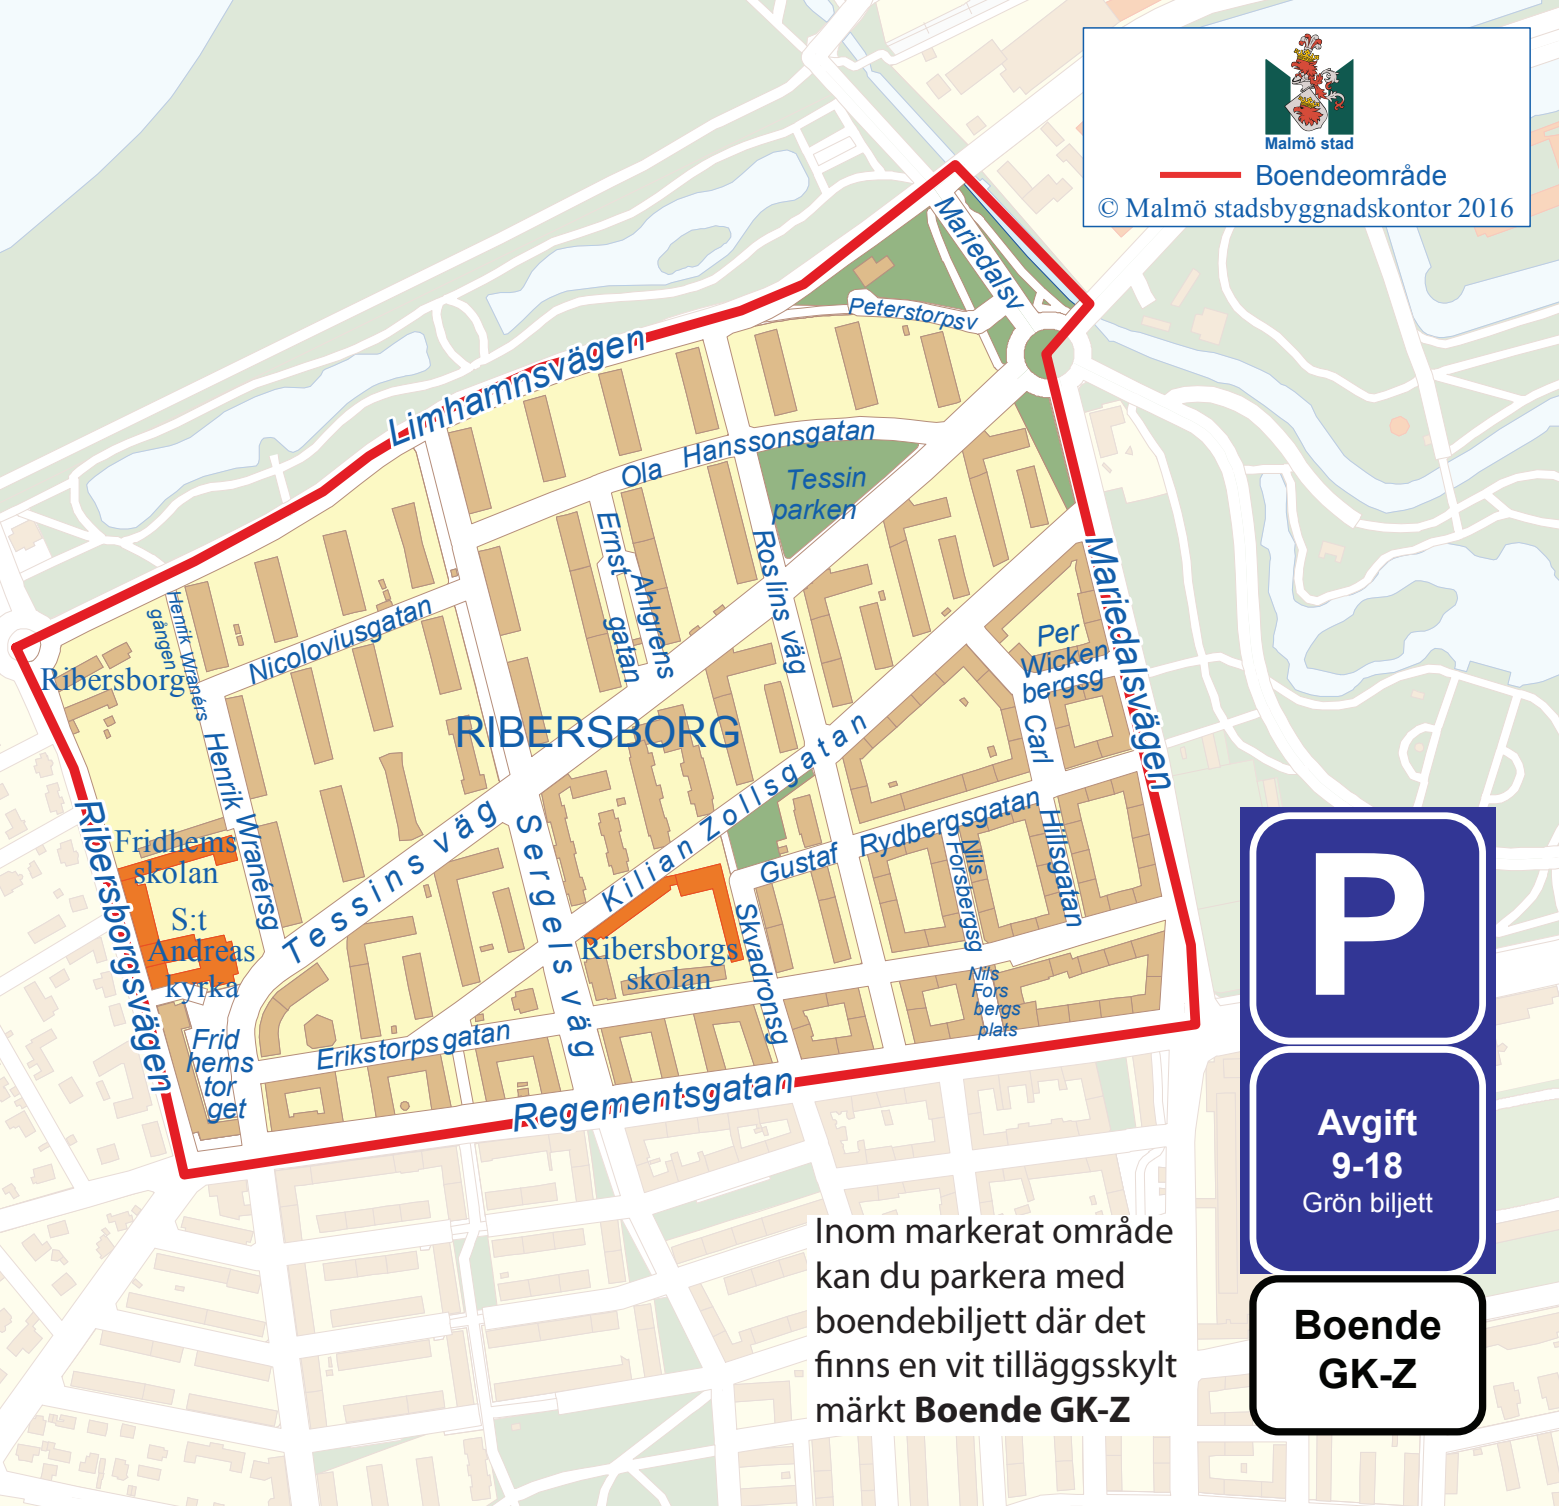 Malmö stad
Boendeområde
© Malmö stadsbyggnadskontor 2016
Mariedalsv
Peterstorpsv
Limhamnsvägen
Ola Hanssonsgatan
Tessin
parken
Ernst
Ahlgrens
gatan
Roslins väg
Mariedalsvägen
Henrik Wranérs
gången
Nicoloviusgatan
Ribersborg
Per
Wicken
bergsg
RIBERSBORG
Carl
Hillsgatan
Henrik Wranérsg
Tessins väg
Sergels väg
Kilian Zollsgatan
Gustaf Rydbergsgatan
Nils
Forsbergsg
Ribersborgsvägen
Fridhems
skolan
S:t
Andreas
kyrka
Ribersborgs
skolan
Skvadronsg
Nils
Fors
bergs
plats
Frid
hems
tor
get
Erikstorpsgatan
Regementsgatan
P
Avgift
9-18
Grön biljett
Boende
GK-Z
Inom markerat område
kan du parkera med
boendebiljett där det
finns en vit tilläggsskylt
märkt Boende GK-Z